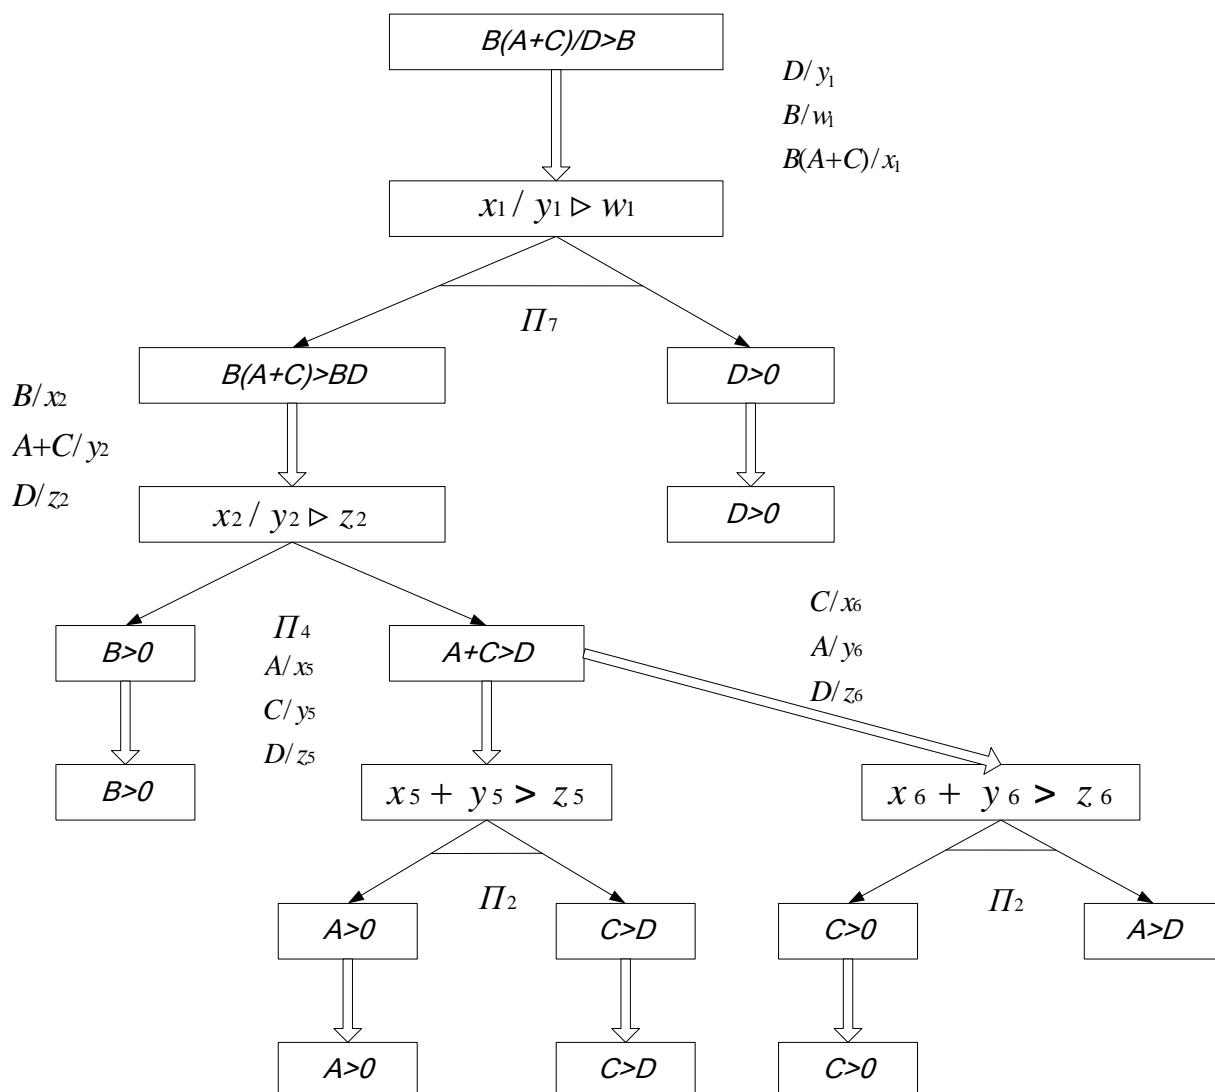 B(A+C)/D>B
D/y₁
B/w₁
B(A+C)/x₁
x₁ / y₁ ▷ w₁
Π₇
B(A+C)>BD
D>0
B/x₂
A+C/y₂
D/z₂
x₂ / y₂ ▷ z₂
D>0
C/x₆
A/y₆
D/z₆
B>0
Π₄
A/x₅
C/y₅
D/z₅
A+C>D
B>0
x₅ + y₅ > z₅
x₆ + y₆ > z₆
Π₂
Π₂
A>0
C>D
C>0
A>D
A>0
C>D
C>0